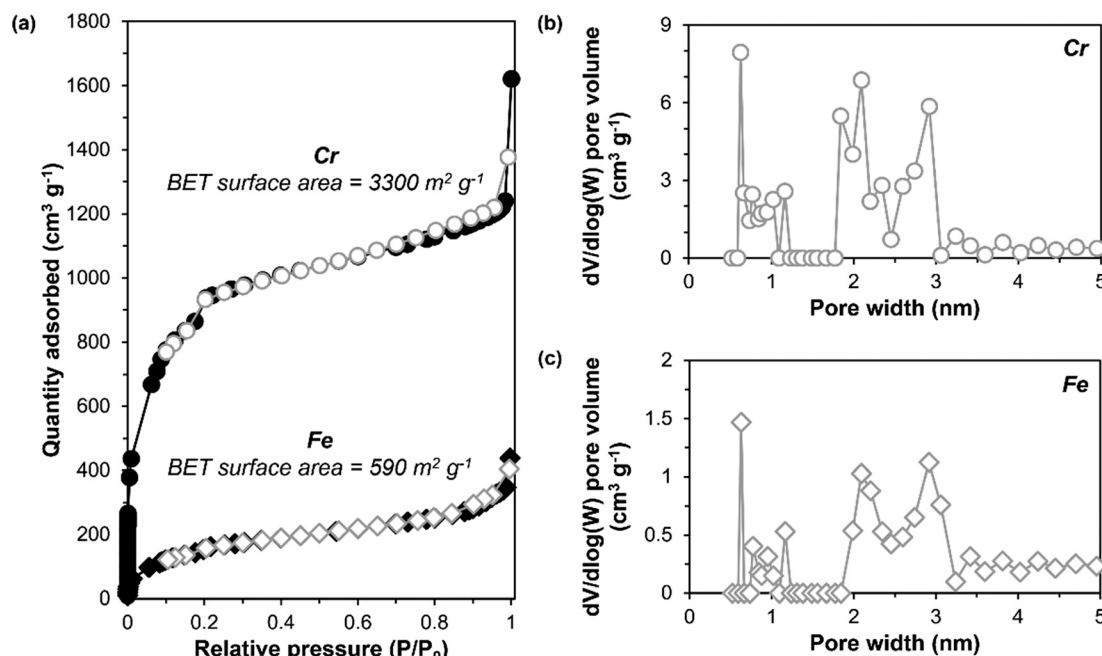 (a)
1800
1600
1400
1200
1000
800
600
400
200
0
Quantity adsorbed (cm³ g⁻¹)
Cr
BET surface area = 3300 m² g⁻¹
Fe
BET surface area = 590 m² g⁻¹
0 0.2 0.4 0.6 0.8 1
Relative pressure (P/P₀)
(b)
dV/dlog(W) pore volume
(cm³ g⁻¹)
9
6
3
0
Cr
0 1 2 3 4 5
Pore width (nm)
(c)
dV/dlog(W) pore volume
(cm³ g⁻¹)
2
1.5
1
0.5
0
Fe
0 1 2 3 4 5
Pore width (nm)